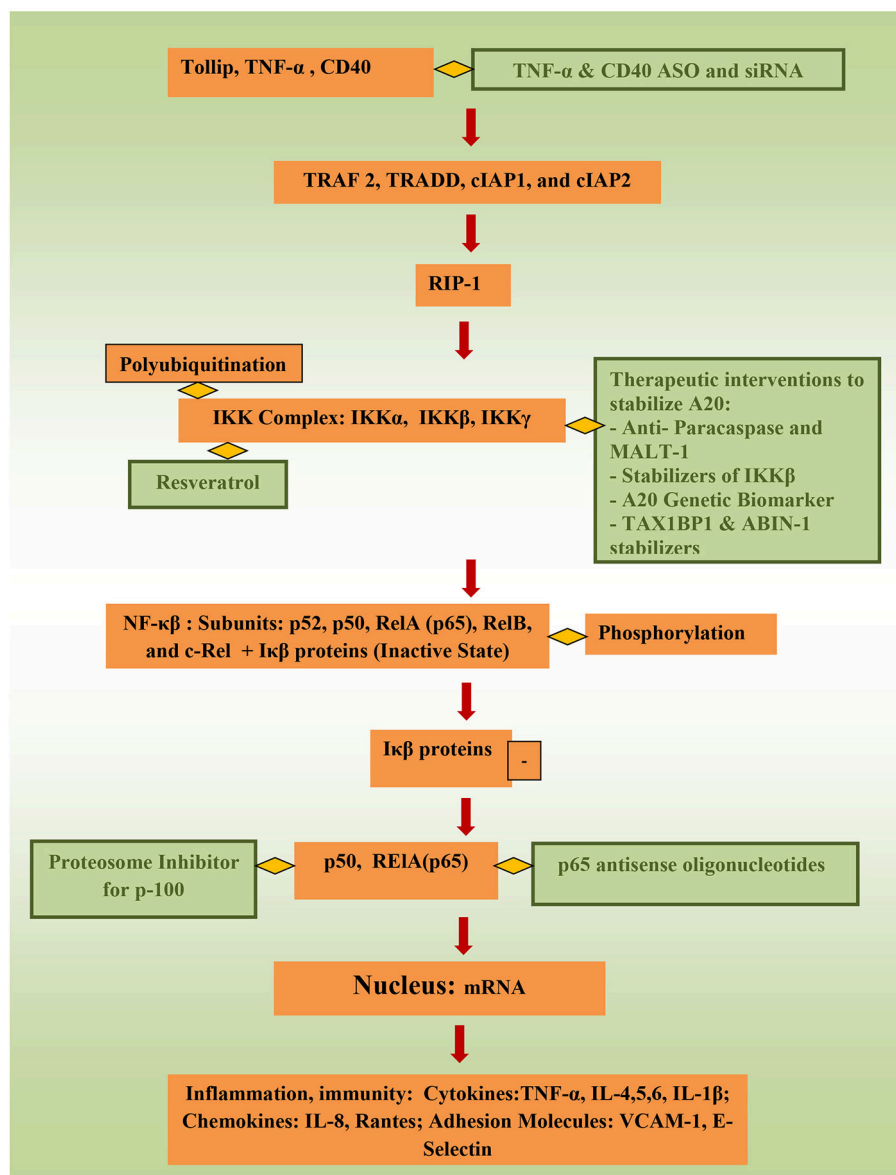 Tollip, TNF-α , CD40
TNF-α & CD40 ASO and siRNA
TRAF 2, TRADD, cIAP1, and cIAP2
RIP-1
Polyubiquitination
IKK Complex: IKKα, IKKβ, IKKγ
Resveratrol
Therapeutic interventions to
stabilize A20:
- Anti- Paracaspase and
MALT-1
- Stabilizers of IKKβ
- A20 Genetic Biomarker
- TAX1BP1 & ABIN-1
stabilizers
NF-κβ : Subunits: p52, p50, RelA (p65), RelB,
and c-Rel + Iκβ proteins (Inactive State)
Phosphorylation
Iκβ proteins
-
Proteosome Inhibitor
for p-100
p50, RElA(p65)
p65 antisense oligonucleotides
Nucleus: mRNA
Inflammation, immunity: Cytokines:TNF-α, IL-4,5,6, IL-1β;
Chemokines: IL-8, Rantes; Adhesion Molecules: VCAM-1, E-
Selectin